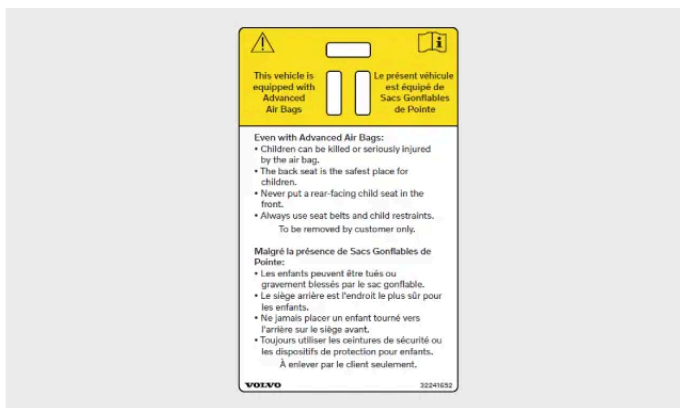 This vehicle is
equipped with
Advanced
Air Bags
Le présent véhicule
est équipé de
Sacs Gonflables
de Pointe
Even with Advanced Air Bags:
• Children can be killed or seriously injured
by the air bag.
• The back seat is the safest place for
children.
• Never put a rear-facing child seat in the
front.
• Always use seat belts and child restraints.
To be removed by customer only.
Malgré la présence de Sacs Gonflables de
Pointe:
• Les enfants peuvent être tués ou
gravement blessés par le sac gonflable.
• Le siège arrière est l'endroit le plus sûr pour
les enfants.
• Ne jamais placer un enfant tourné vers
l'arrière sur le siège avant.
• Toujours utiliser les ceintures de sécurité ou
les dispositifs de protection pour enfants.
À enlever par le client seulement.
VOLVO
32241652